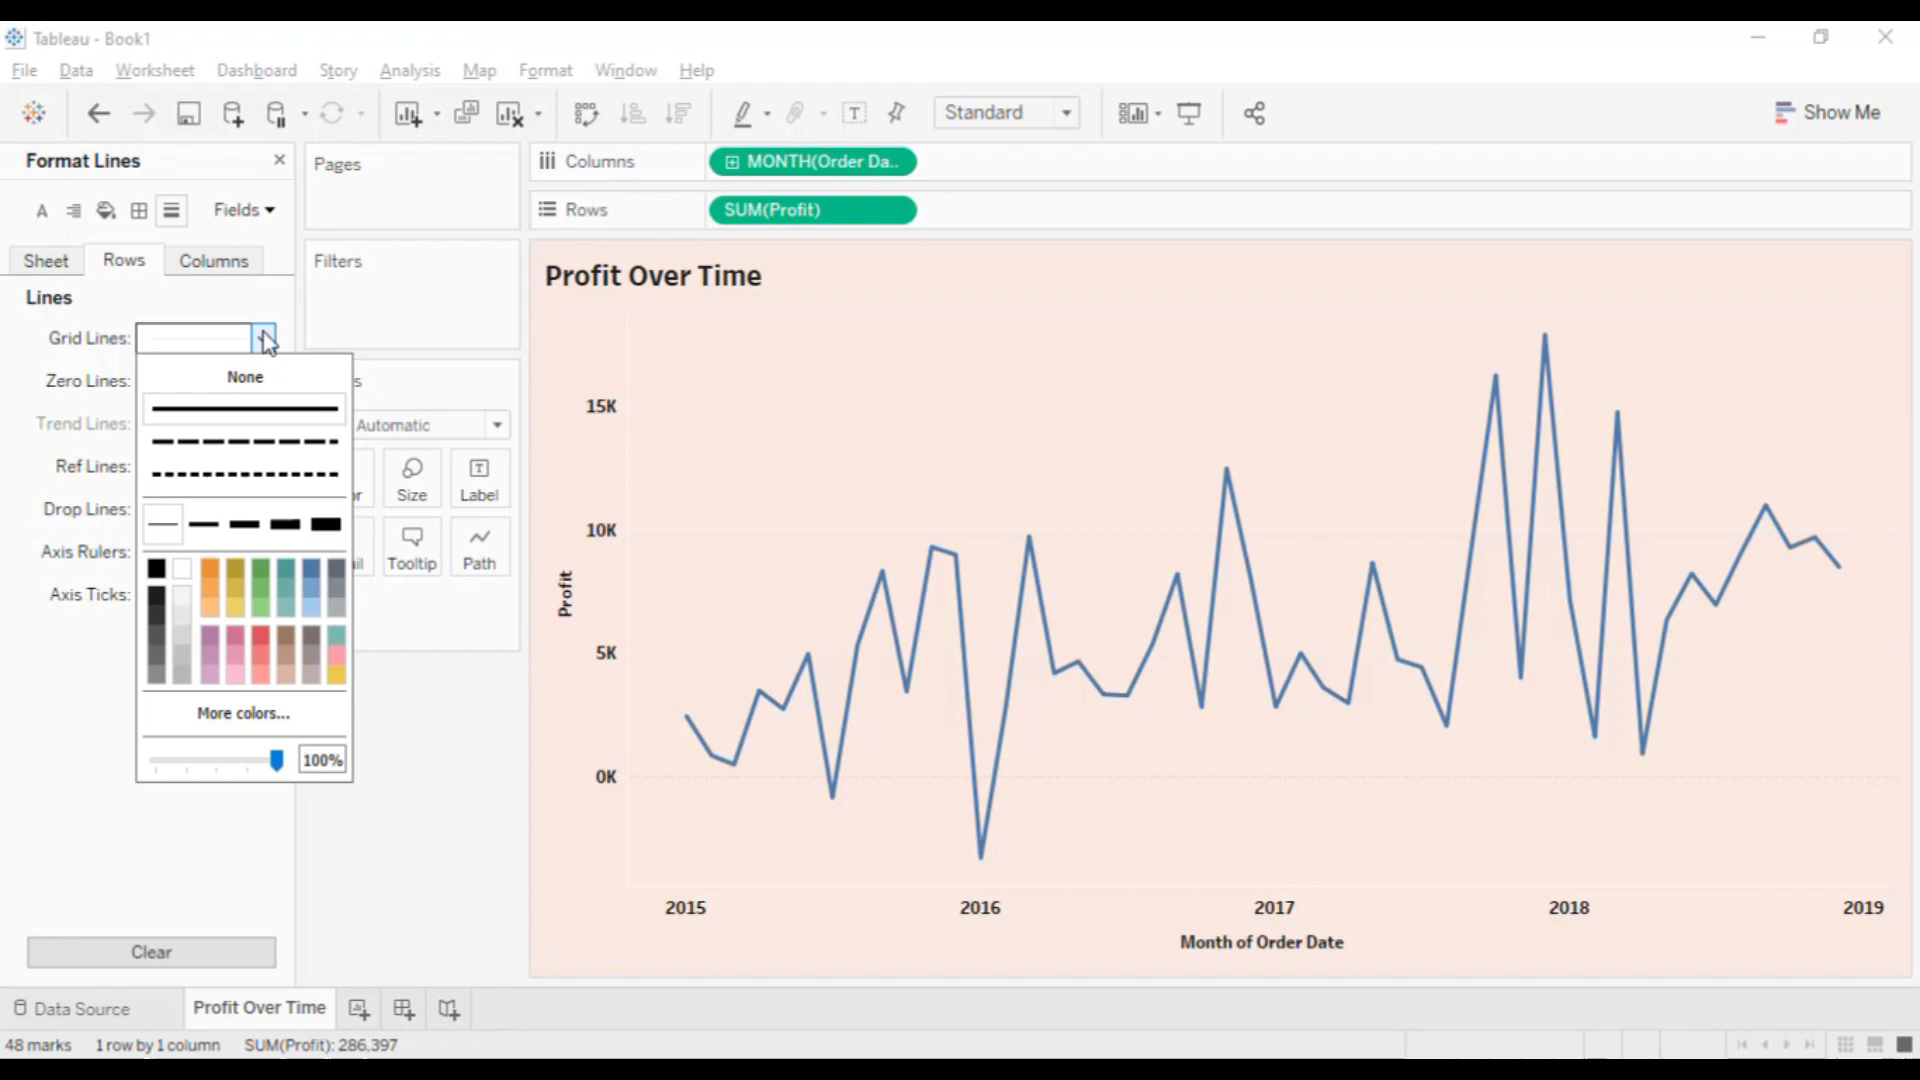 Tableau - Book1
File Data Worksheet Dashboard Story Analysis Map Format Window Help
Standard
Show Me
Format Lines
Fields
Sheet Rows Columns
Lines
Grid Lines:
None
Zero Lines:
Trend Lines:
Ref Lines:
Drop Lines:
Axis Rulers:
Axis Ticks:
More colors...
100%
Clear
Pages
Filters
Automatic
Size Label
Tooltip Path
Columns MONTH(Order Da..
Rows SUM(Profit)
Profit Over Time
15K
10K
5K
0K
Profit
2015 2016 2017 2018 2019
Month of Order Date
Data Source Profit Over Time
48 marks 1 row by 1 column SUM(Profit): 286,397